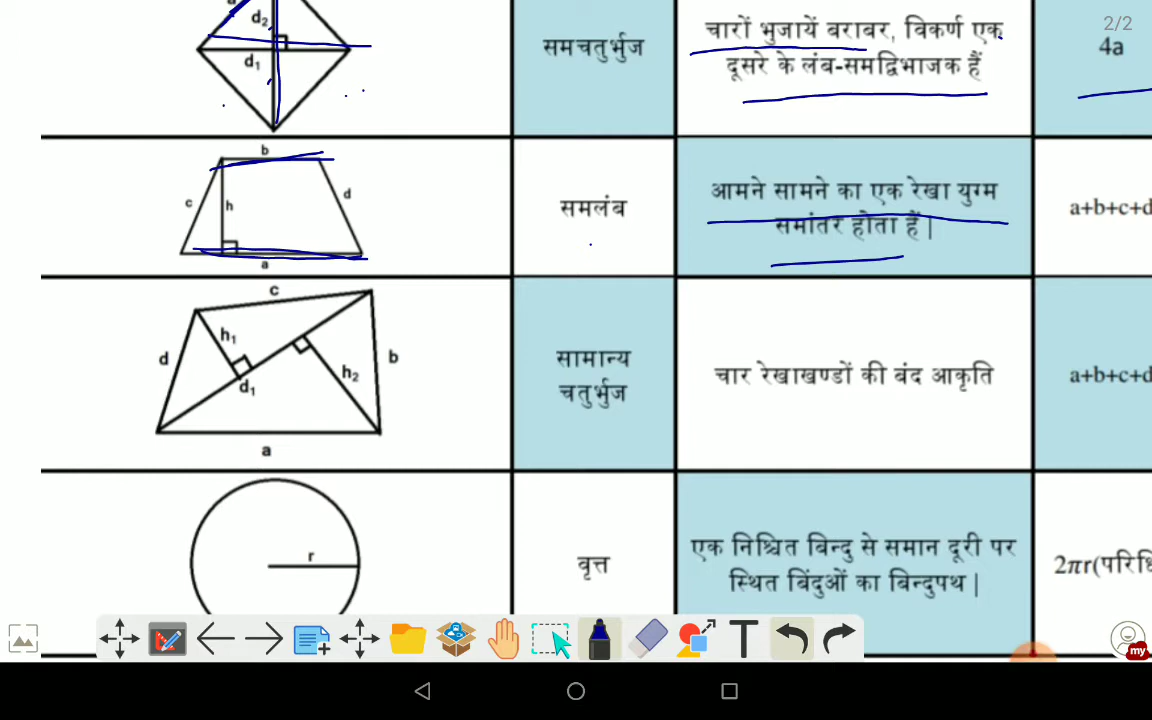 2/2
d₂
d₁
समचतुर्भुज
चारों भुजायें बराबर, विकर्ण एक
दूसरे के लंब-समद्विभाजक हैं
4a
b
c
h
d
a
समलंब
आमने सामने का एक रेखा युग्म
समांतर होता हैं |
a+b+c+d
c
d
h₁
d₁
h₂
b
a
सामान्य
चतुर्भुज
चार रेखाखण्डों की बंद आकृति
a+b+c+d
r
वृत्त
एक निश्चित बिन्दु से समान दूरी पर
स्थित बिंदुओं का बिन्दुपथ |
2πr(परिधि
T
my